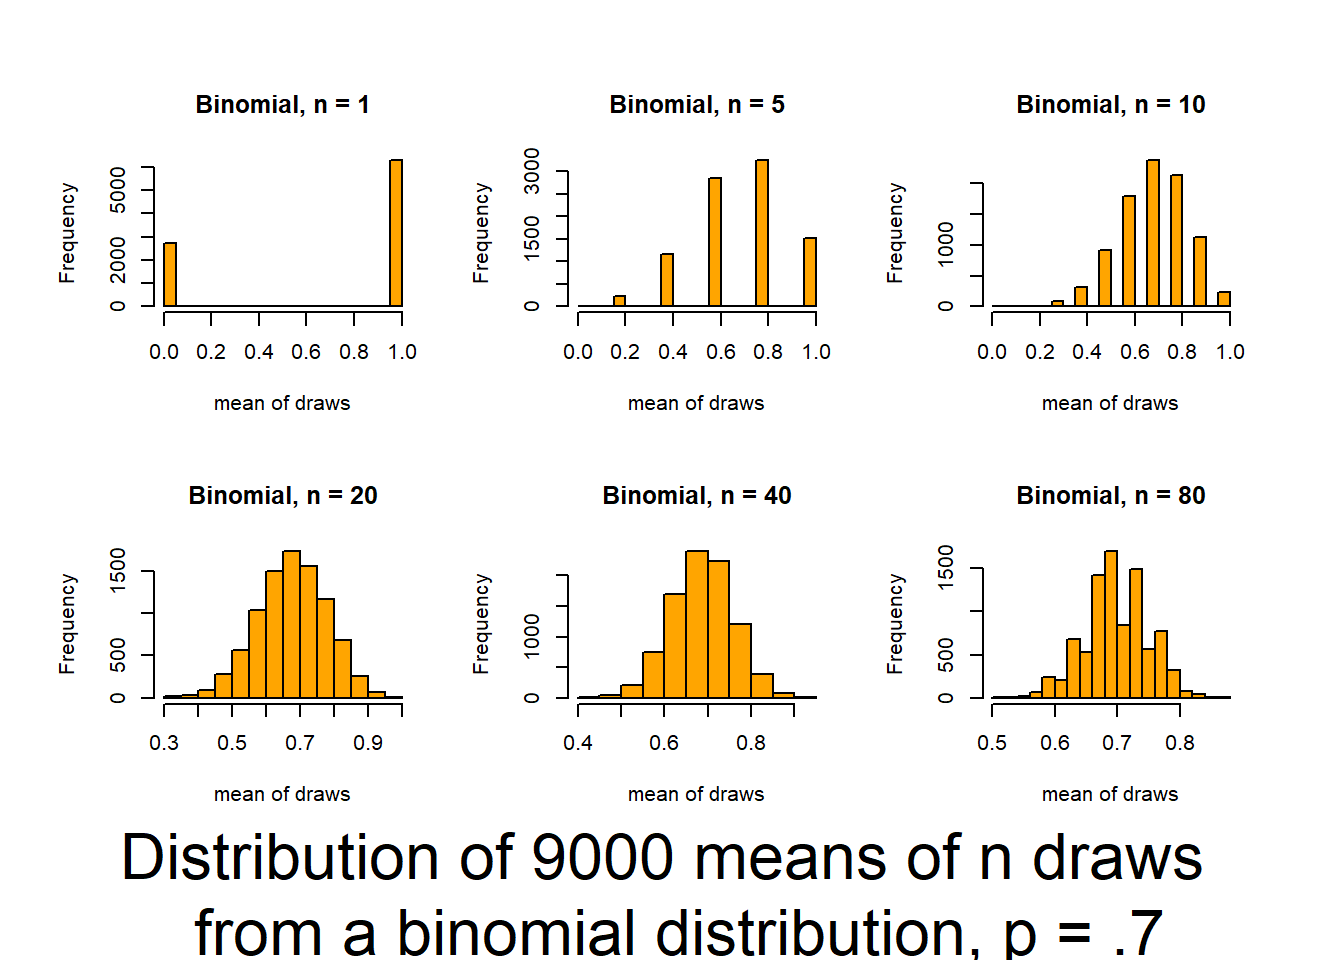 Binomial, n = 1
Frequency
0 2000 5000
0.0 0.2 0.4 0.6 0.8 1.0
mean of draws
Binomial, n = 5
Frequency
0 1500 3000
0.0 0.2 0.4 0.6 0.8 1.0
mean of draws
Binomial, n = 10
Frequency
0 1000
0.0 0.2 0.4 0.6 0.8 1.0
mean of draws
Binomial, n = 20
Frequency
0 500 1500
0.3 0.5 0.7 0.9
mean of draws
Binomial, n = 40
Frequency
0 1000
0.4 0.6 0.8
mean of draws
Binomial, n = 80
Frequency
0 500 1500
0.5 0.6 0.7 0.8
mean of draws
Distribution of 9000 means of n draws
from a binomial distribution, p = .7